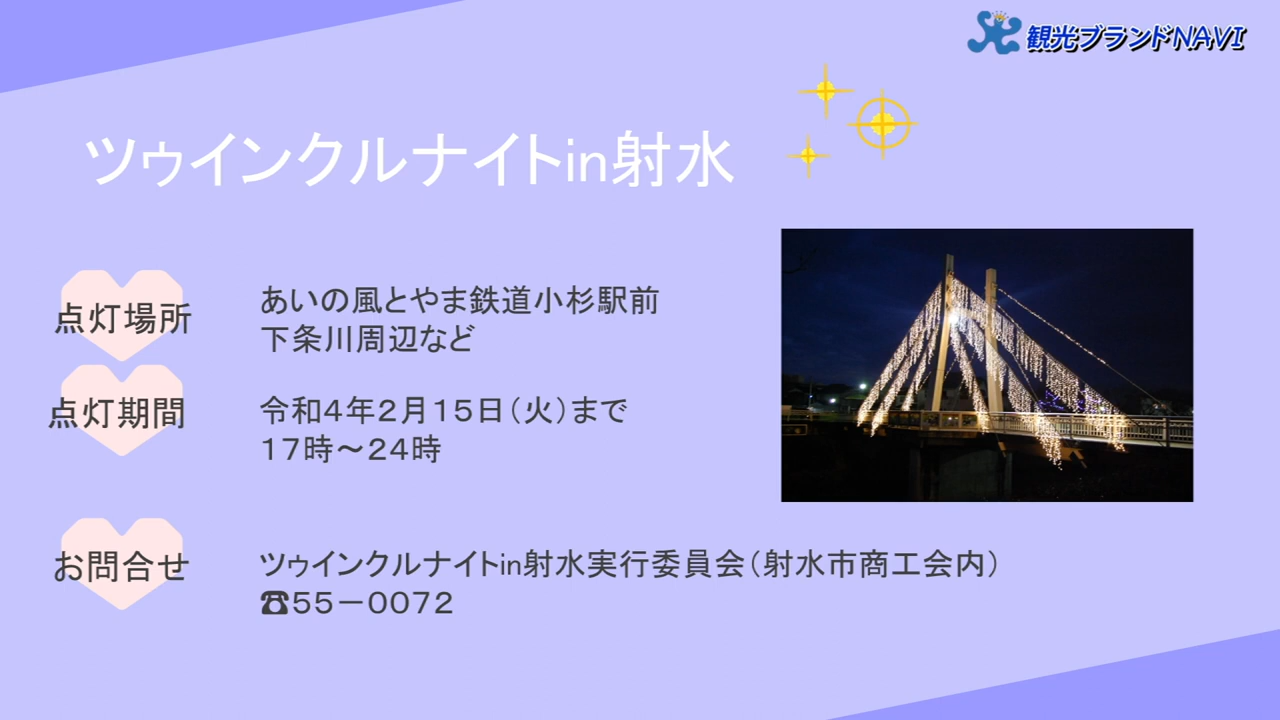 観光ブランドNAVI
ツゥインクルナイトin射水
点灯場所
あいの風とやま鉄道小杉駅前
下条川周辺など
点灯期間
令和4年2月15日(火)まで
17時~24時
お問合せ
ツゥインクルナイトin射水実行委員会(射水市商工会内)
☎55-0072